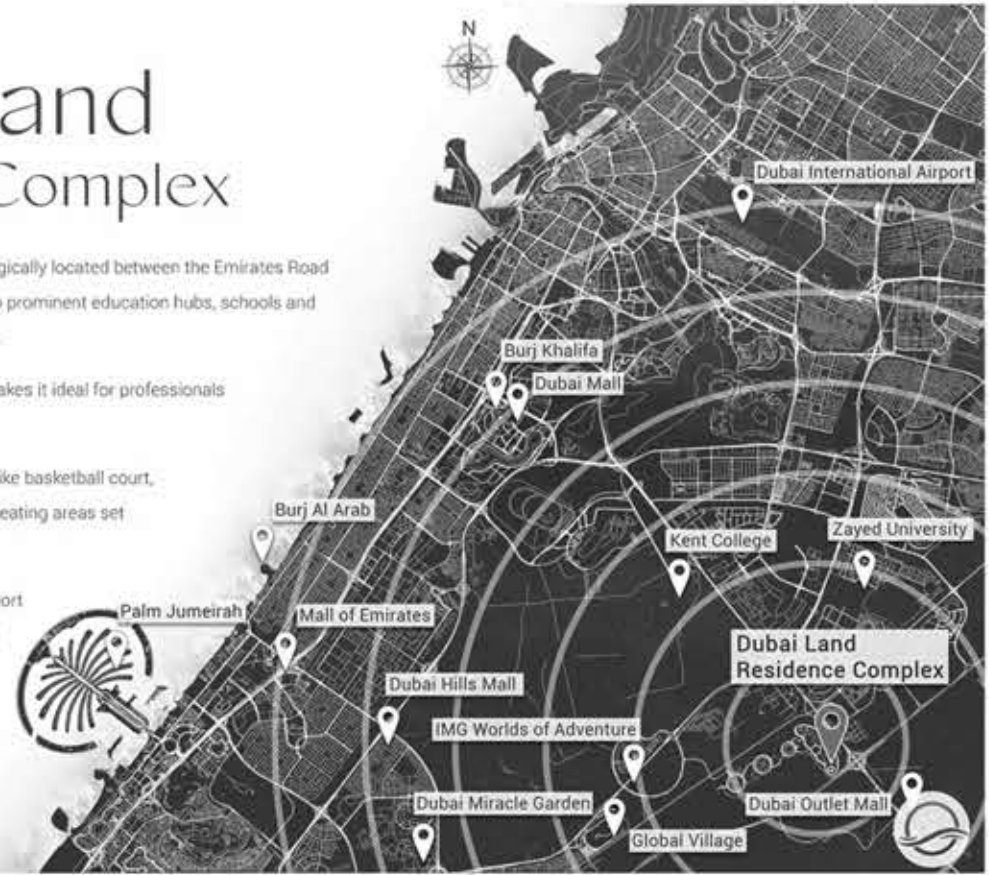 and
Complex
gically located between the Emirates Road
prominent education hubs, schools and
akes it ideal for professionals
ike basketball court,
eating areas set
ort
N
Dubai International Airport
Burj Khalifa
Dubai Mall
Burj Al Arab
Kent College
Zayed University
Palm Jumeirah
Mall of Emirates
Dubai Land
Residence Complex
Dubai Hills Mall
IMG Worlds of Adventure
Dubai Miracle Garden
Dubai Outlet Mall
Global Village